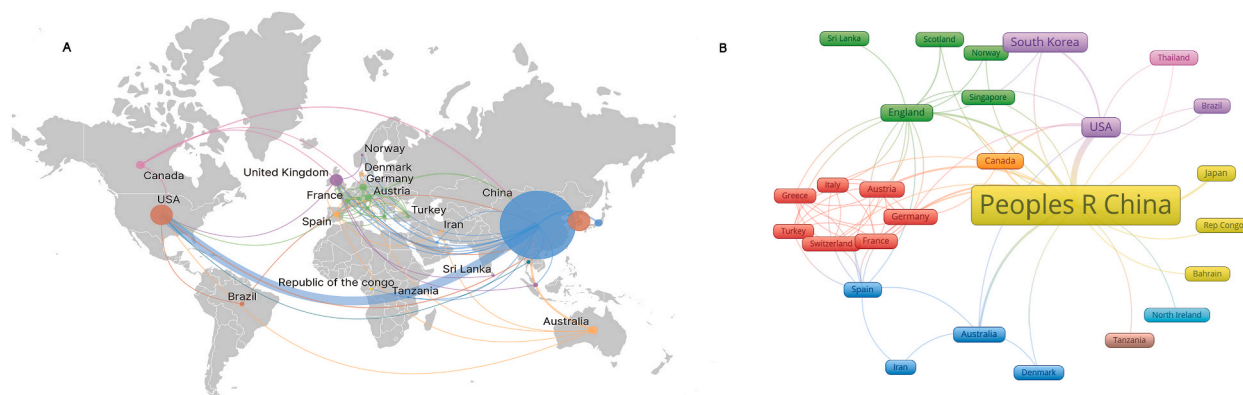 A
Norway
Denmark
United Kingdom
Germany
Canada
France
Austria
China
USA
Spain
Turkey
Iran
Sri Lanka
Republic of the congo
Tanzania
Brazil
Australia
B
Sri Lanka
Scotland
South Korea
Norway
Thailand
Singapore
England
Brazil
USA
Canada
Japan
Italy
Austria
Greece
Peoples R China
Germany
Rep Congo
Turkey
Switzerland
France
Bahrain
Spain
North Ireland
Australia
Tanzania
Iran
Denmark